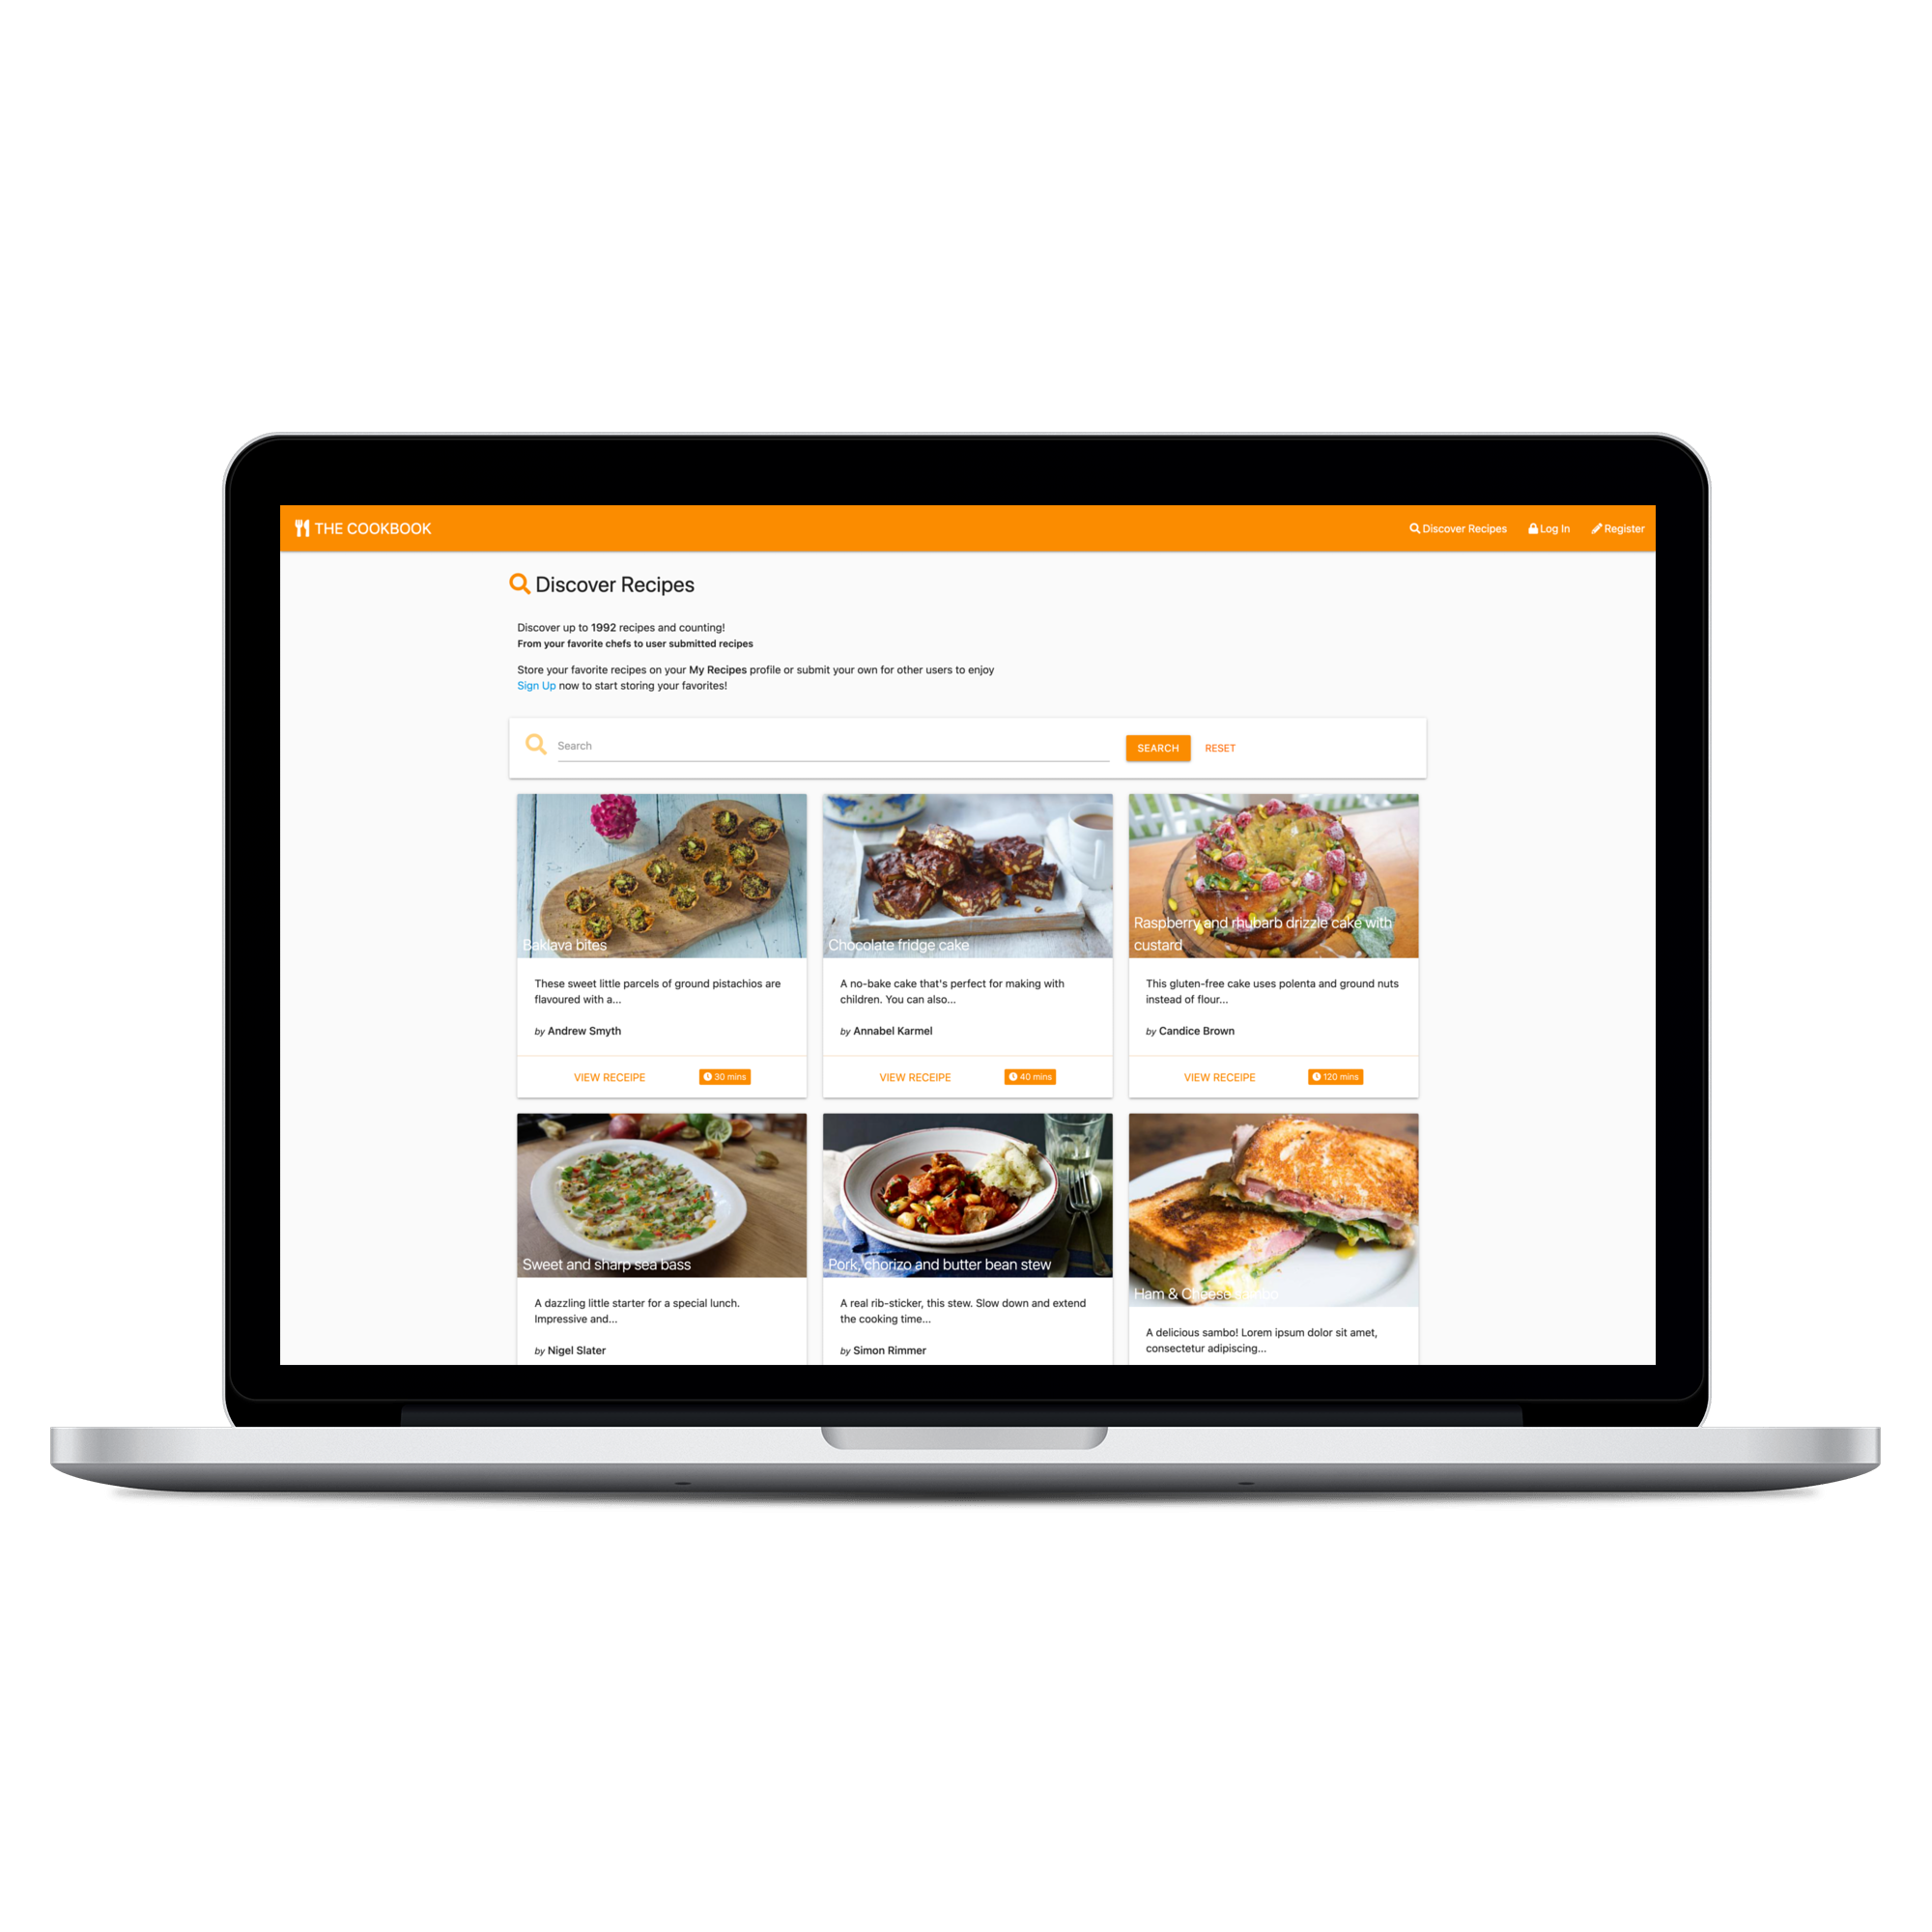 THE COOKBOOK
Discover Recipes
Log In
Register
Discover Recipes
Discover up to 1992 recipes and counting!
From your favorite chefs to user submitted recipes
Store your favorite recipes on your My Recipes profile or submit your own for other users to enjoy
Sign Up now to start storing your favorites!
Search
SEARCH
RESET
Baklava bites
These sweet little parcels of ground pistachios are
flavoured with a...
by Andrew Smyth
VIEW RECEIPE
30 mins
Chocolate fridge cake
A no-bake cake that's perfect for making with
children. You can also...
by Annabel Karmel
VIEW RECEIPE
40 mins
Raspberry and rhubarb drizzle cake with
custard
This gluten-free cake uses polenta and ground nuts
instead of flour...
by Candice Brown
VIEW RECEIPE
120 mins
Sweet and sharp sea bass
A dazzling little starter for a special lunch.
Impressive and...
by Nigel Slater
Pork, chorizo and butter bean stew
A real rib-sticker, this stew. Slow down and extend
the cooking time...
by Simon Rimmer
Ham & Cheese sambo
A delicious sambo! Lorem ipsum dolor sit amet,
consectetur adipiscing...